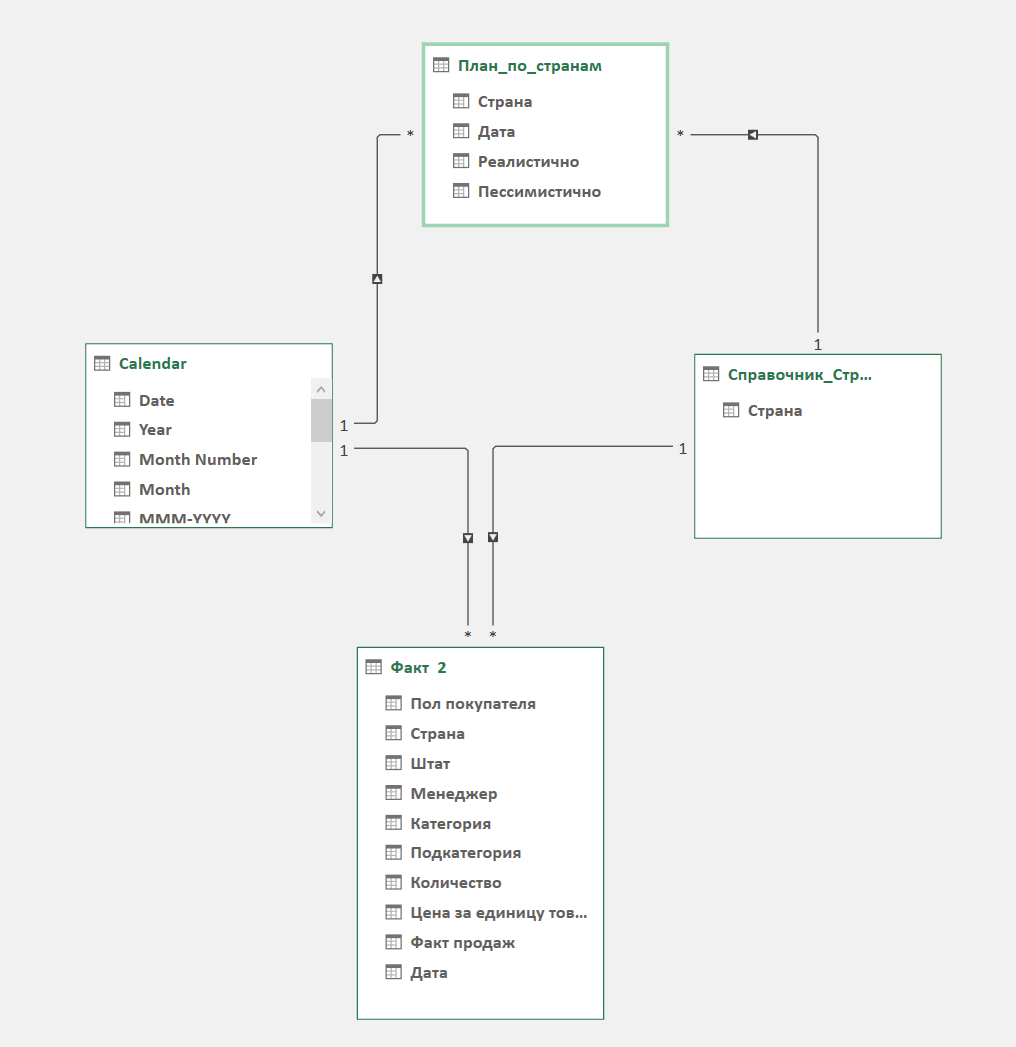 План_по_странам
Страна
Дата
Реалистично
Пессимистично
*
*
1
Calendar
Date
Year
Month Number
Month
MMM-YYYY
1
1
Справочник_Стр...
Страна
1
*
*
Факт 2
Пол покупателя
Страна
Штат
Менеджер
Категория
Подкатегория
Количество
Цена за единицу тов...
Факт продаж
Дата